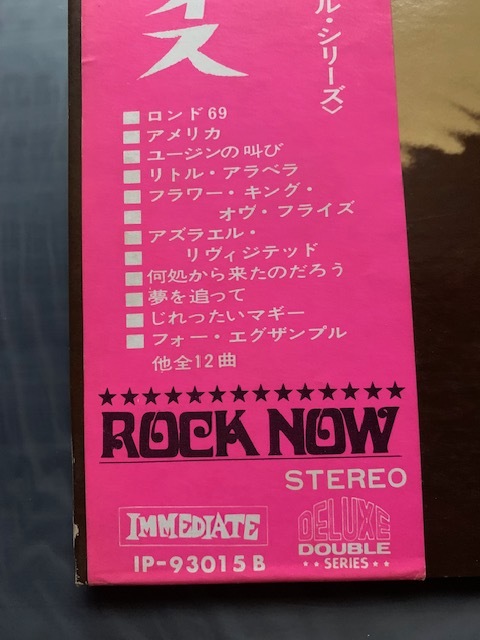 イス
ル・シリーズ〉
ロンド69
アメリカ
ユージンの叫び
リトル・アラベラ
フラワー・キング・
オヴ・フライズ
アズラエル・
リヴィジテッド
何処から来たのだろう
夢を追って
じれったいマギー
フォー・エグザンプル
他全12曲
ROCK NOW
STEREO
IMMEDIATE
IP-93015B
DELUXE
DOUBLE
SERIES